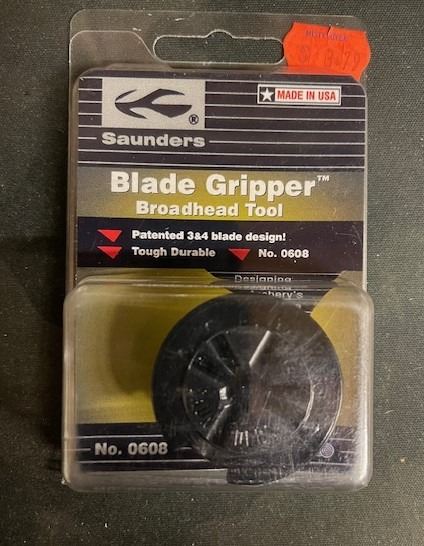 MADE IN USA
®
Saunders
Blade Gripper™
Broadhead Tool
Patented 3&4 blade design!
Tough Durable
No. 0608
Designing
No. 0608